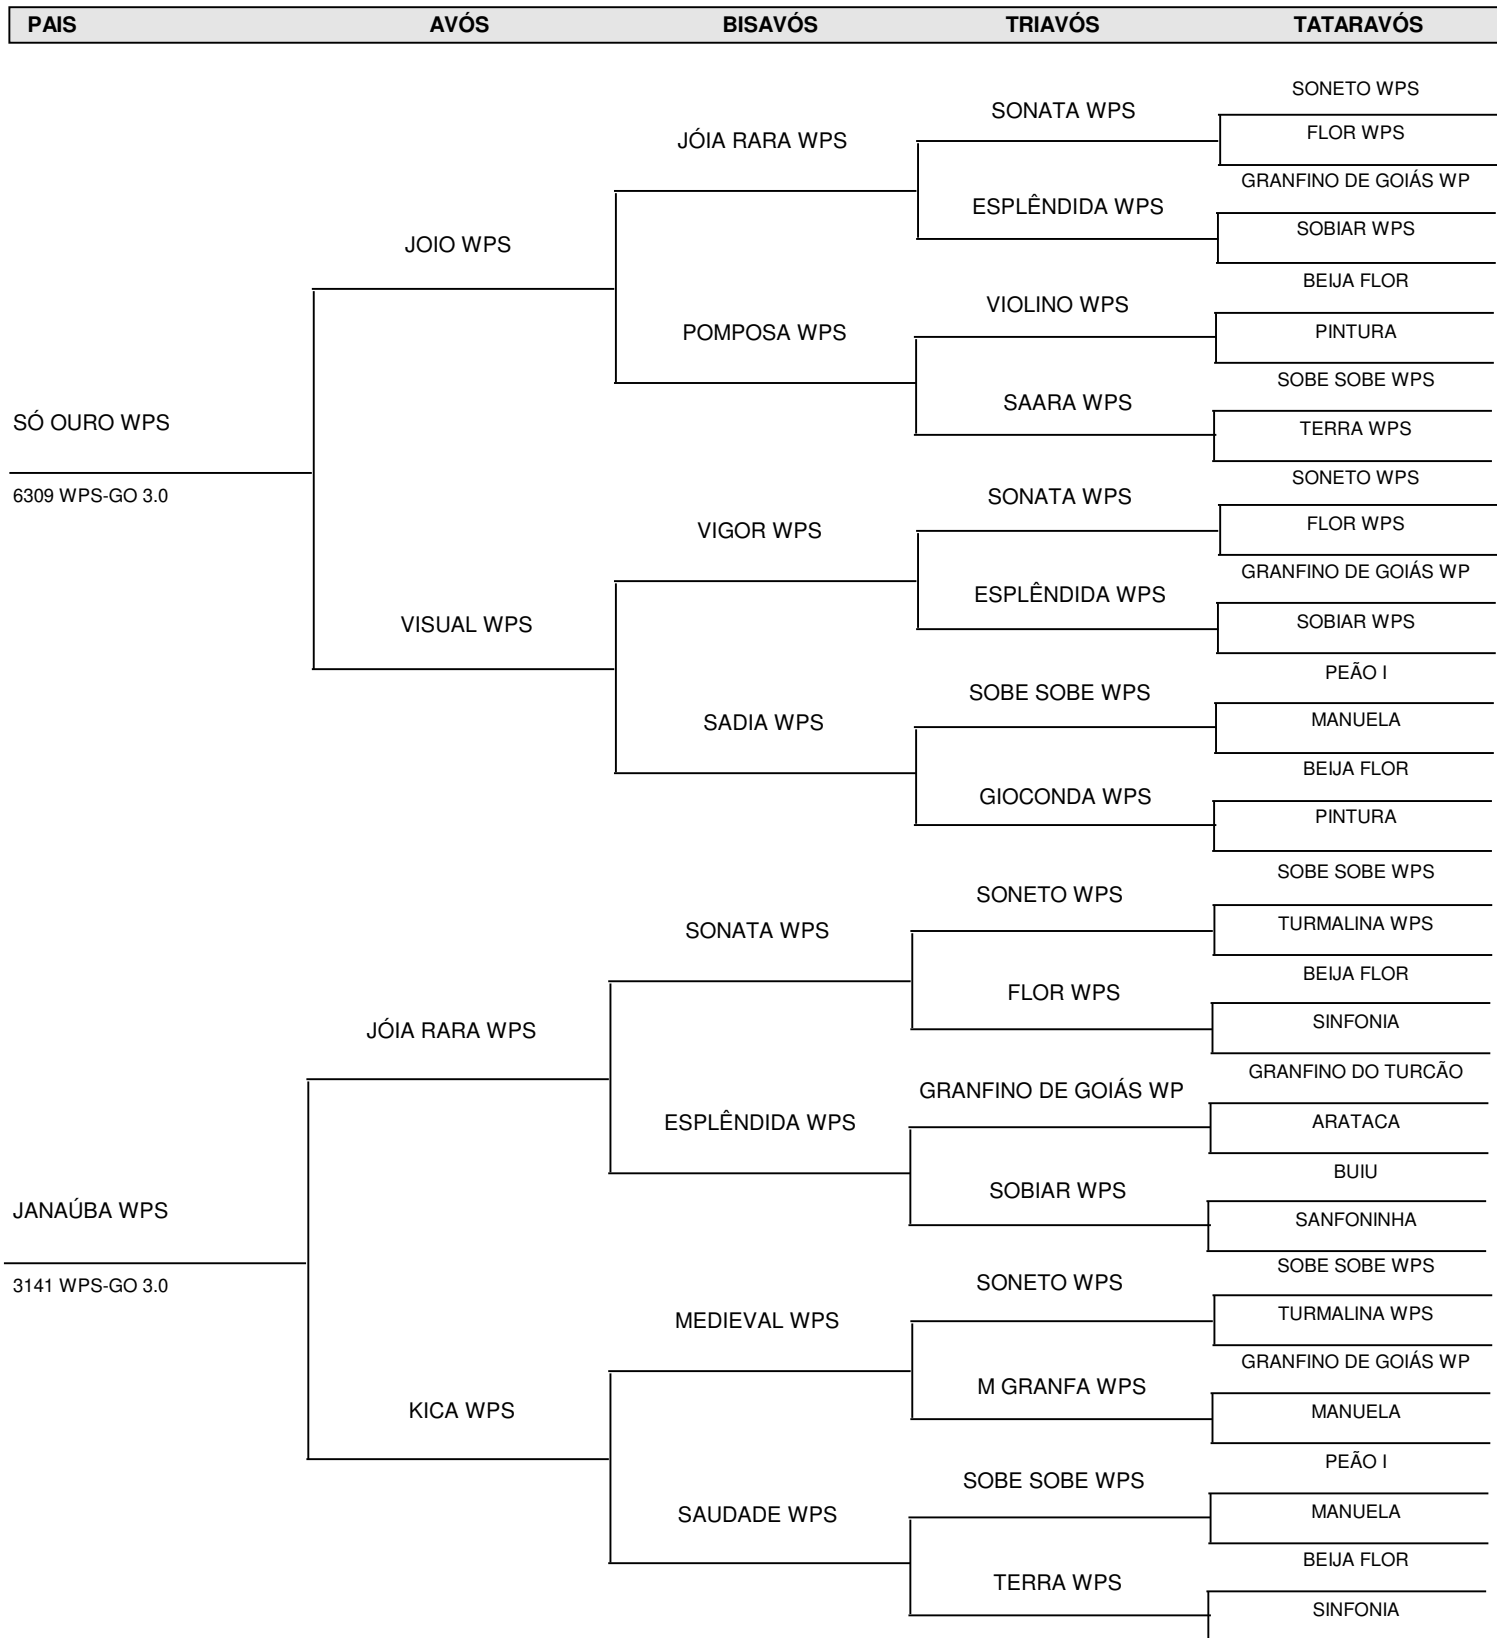 PAIS AVÓS BISAVÓS TRIAVÓS TATARAVÓS
SONETO WPS
SONATA WPS
FLOR WPS
JÓIA RARA WPS
GRANFINO DE GOIÁS WP
ESPLÊNDIDA WPS
SOBIAR WPS
JOIO WPS
BEIJA FLOR
VIOLINO WPS
PINTURA
POMPOSA WPS
SOBE SOBE WPS
SAARA WPS
TERRA WPS
SÓ OURO WPS
6309 WPS-GO 3.0
SONETO WPS
SONATA WPS
FLOR WPS
VIGOR WPS
GRANFINO DE GOIÁS WP
ESPLÊNDIDA WPS
SOBIAR WPS
VISUAL WPS
PEÃO I
SOBE SOBE WPS
MANUELA
SADIA WPS
BEIJA FLOR
GIOCONDA WPS
PINTURA
SOBE SOBE WPS
SONETO WPS
TURMALINA WPS
SONATA WPS
BEIJA FLOR
FLOR WPS
SINFONIA
JÓIA RARA WPS
GRANFINO DO TURCÃO
GRANFINO DE GOIÁS WP
ARATACA
ESPLÊNDIDA WPS
BUIU
SOBIAR WPS
SANFONINHA
JANAÚBA WPS
3141 WPS-GO 3.0
SOBE SOBE WPS
SONETO WPS
TURMALINA WPS
MEDIEVAL WPS
GRANFINO DE GOIÁS WP
M GRANFA WPS
MANUELA
KICA WPS
PEÃO I
SOBE SOBE WPS
MANUELA
SAUDADE WPS
BEIJA FLOR
TERRA WPS
SINFONIA